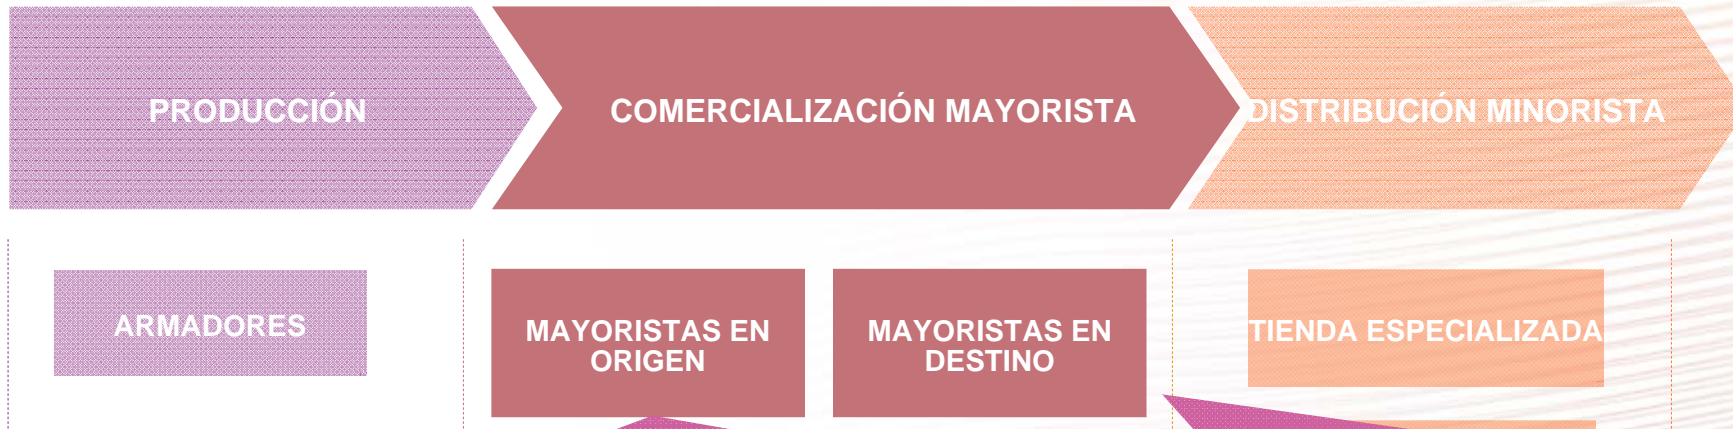 PRODUCCIÓN
COMERCIALIZACIÓN MAYORISTA
DISTRIBUCIÓN MINORISTA
ARMADORES
MAYORISTAS EN
ORIGEN
MAYORISTAS EN
DESTINO
TIENDA ESPECIALIZADA